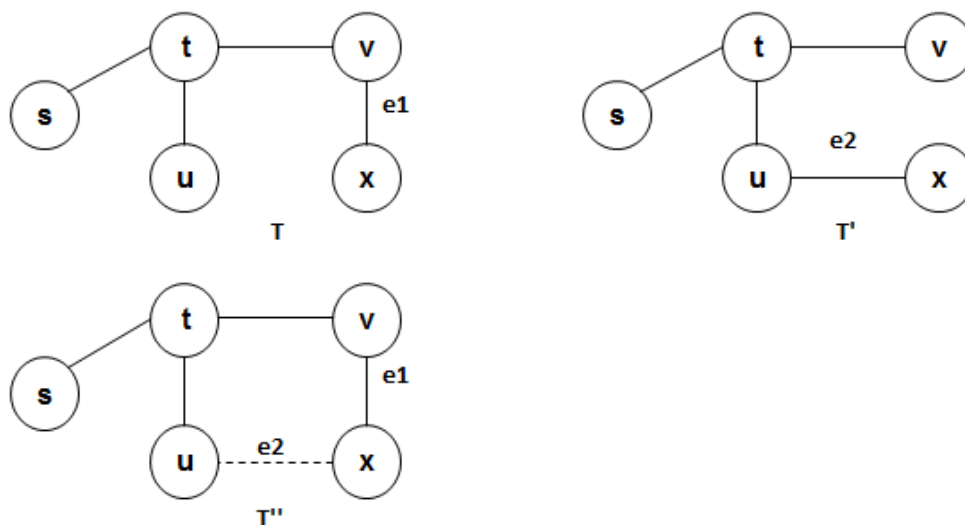 t v t v
s e1 s
e2
u x u x
T T'
t v
s e1
e2
u x
T''